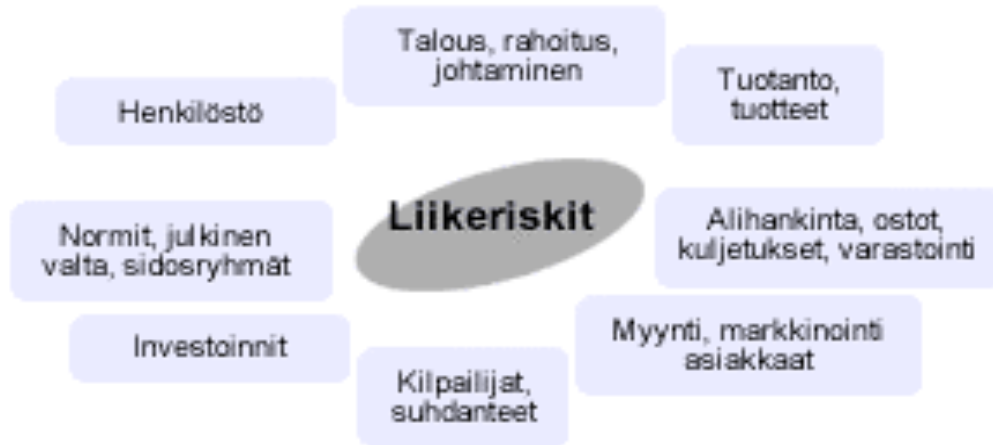 Talous, rahoitus,
johtaminen
Tuotanto,
tuotteet
Henkilöstö
Liikeriskit
Normit, julkinen
valta, sidosryhmät
Alihankinta, ostot,
kuljetukset, varastointi
Investoinnit
Myynti, markkinointi
asiakkaat
Kilpailijat,
suhdanteet